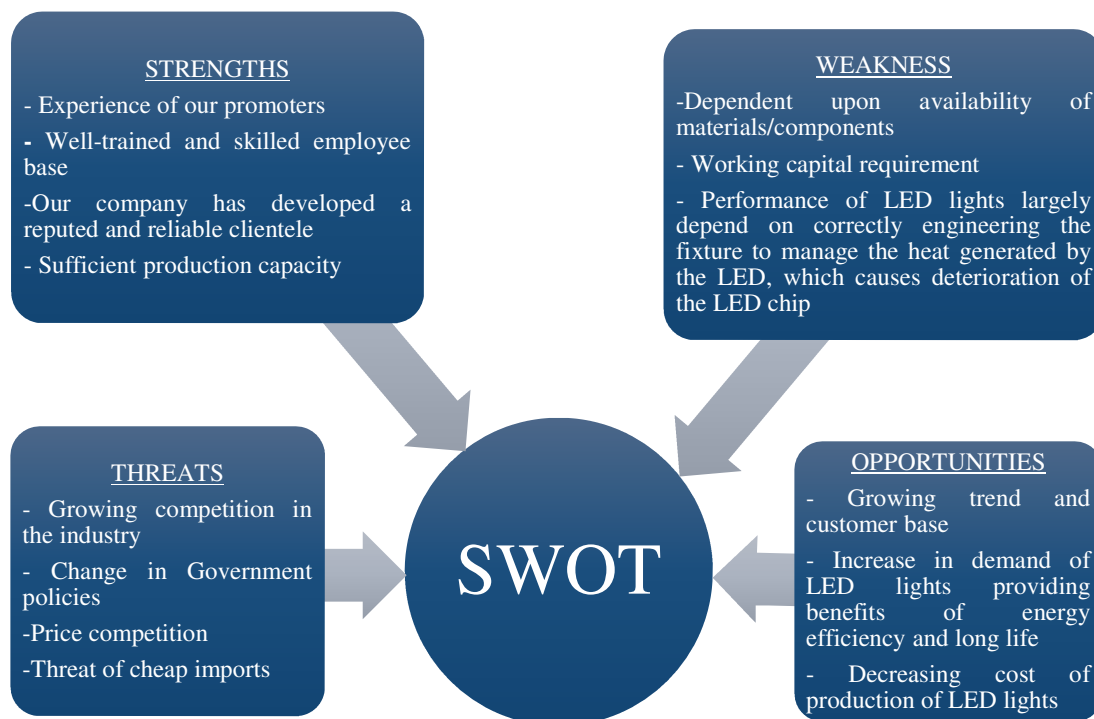 STRENGTHS
- Experience of our promoters
- Well-trained and skilled employee
base
-Our company has developed a
reputed and reliable clientele
- Sufficient production capacity
WEAKNESS
-Dependent upon availability of
materials/components
- Working capital requirement
- Performance of LED lights largely
depend on correctly engineering the
fixture to manage the heat generated by
the LED, which causes deterioration of
the LED chip
THREATS
- Growing competition in
the industry
- Change in Government
policies
-Price competition
-Threat of cheap imports
SWOT
OPPORTUNITIES
- Growing trend and
customer base
- Increase in demand of
LED lights providing
benefits of energy
efficiency and long life
- Decreasing cost of
production of LED lights